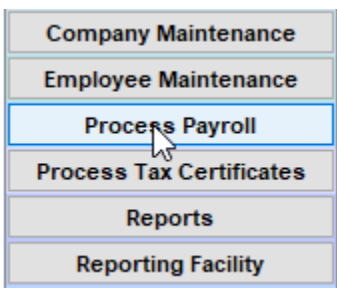 Company Maintenance
Employee Maintenance
Process Payroll
Process Tax Certificates
Reports
Reporting Facility